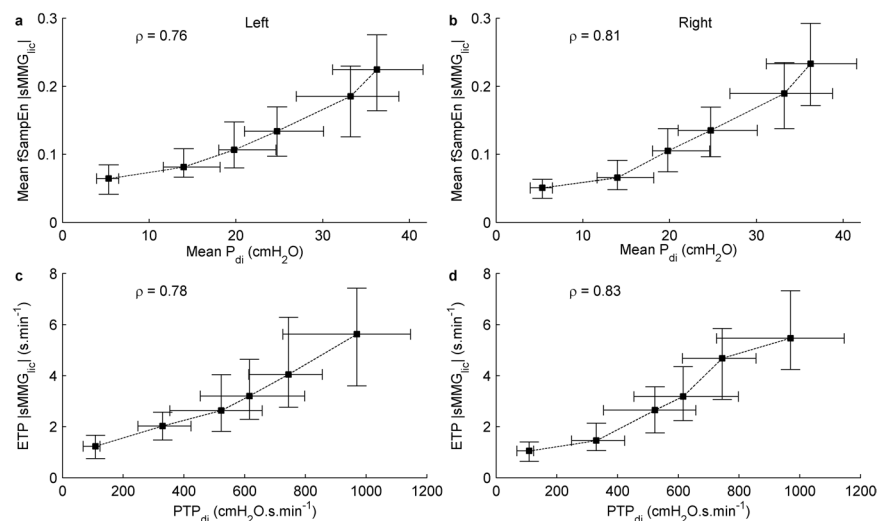 a
Left
ρ = 0.76
Mean fSampEn |sMMGlic|
0.3
0.2
0.1
0
0 10 20 30 40
Mean Pdi (cmH2O)
b
Right
ρ = 0.81
Mean fSampEn |sMMGlic|
0.3
0.2
0.1
0
0 10 20 30 40
Mean Pdi (cmH2O)
c
ρ = 0.78
ETP |sMMGlic| (s.min-1)
8
6
4
2
0
0 200 400 600 800 1000 1200
PTPdi (cmH2O.s.min-1)
d
ρ = 0.83
ETP |sMMGlic| (s.min-1)
8
6
4
2
0
0 200 400 600 800 1000 1200
PTPdi (cmH2O.s.min-1)